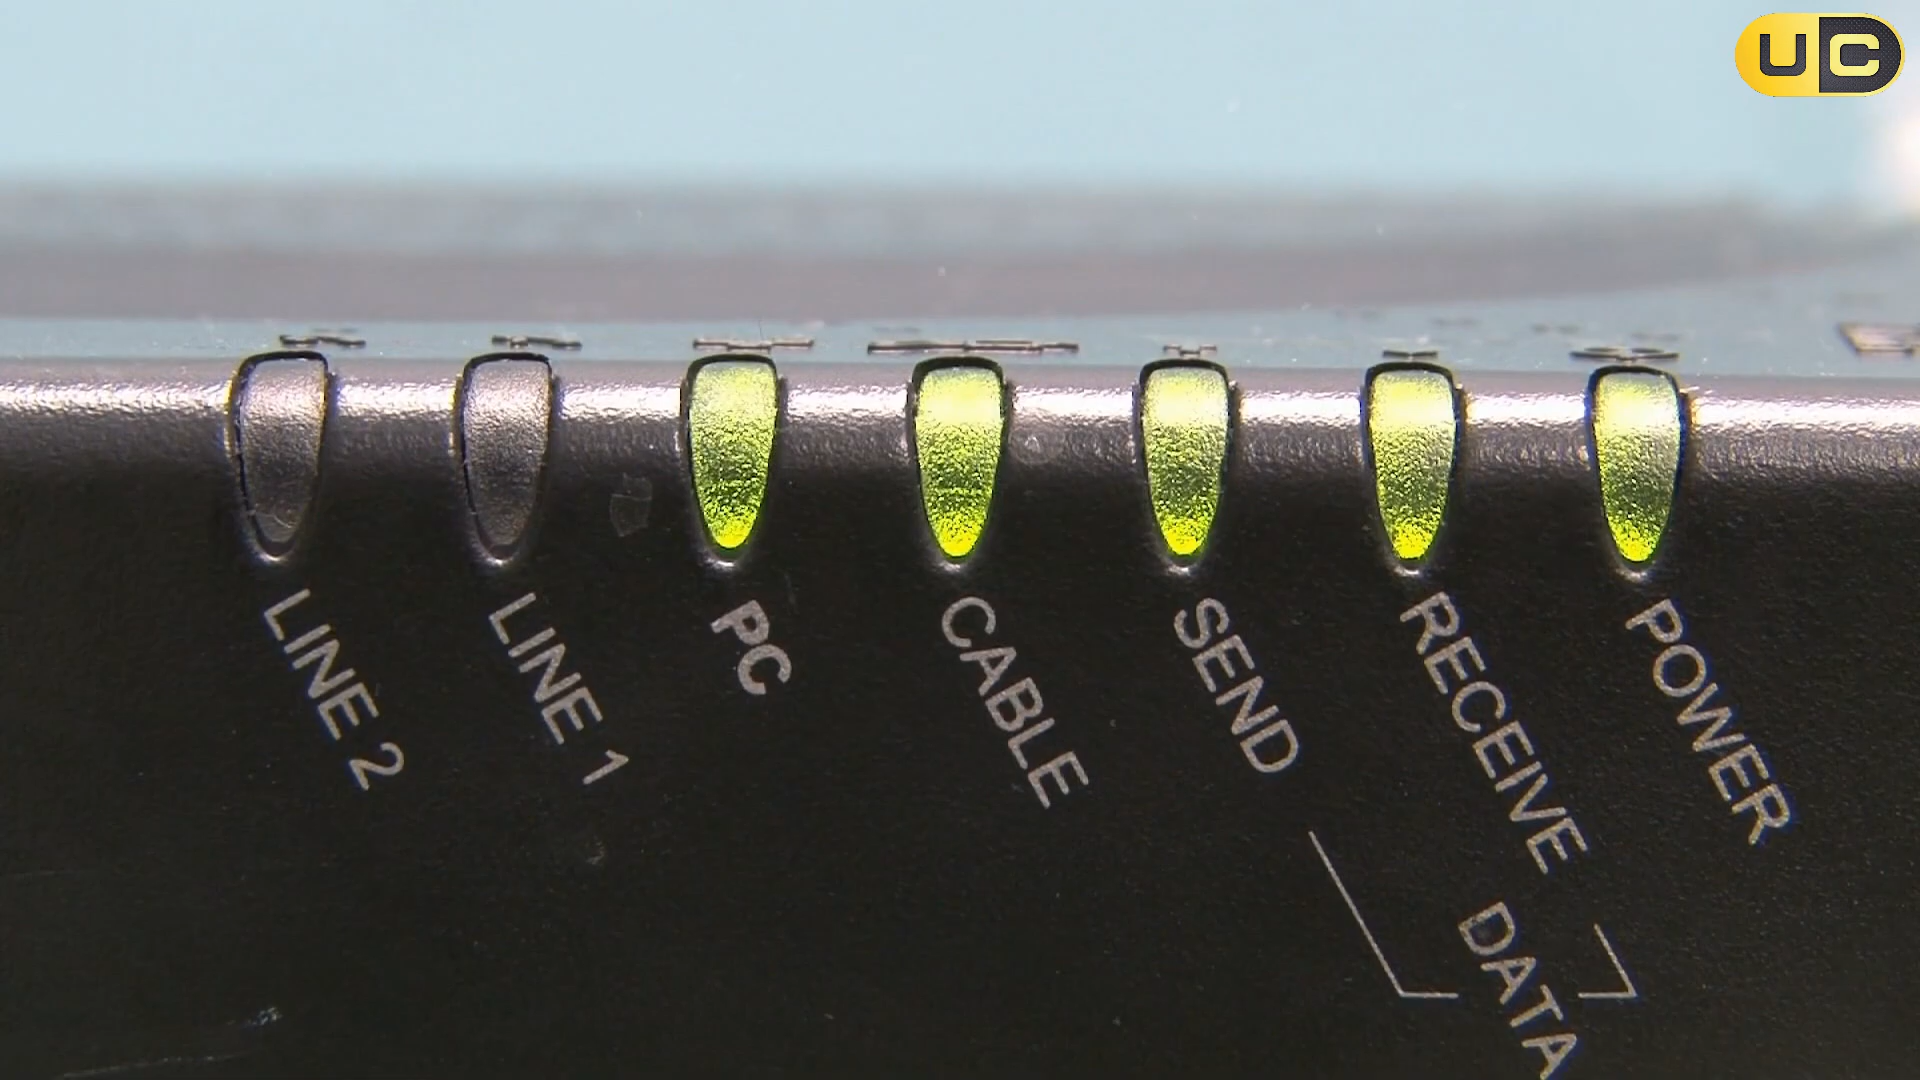 UC
LINE 2
LINE 1
PC
CABLE
SEND
RECEIVE
POWER
DATA